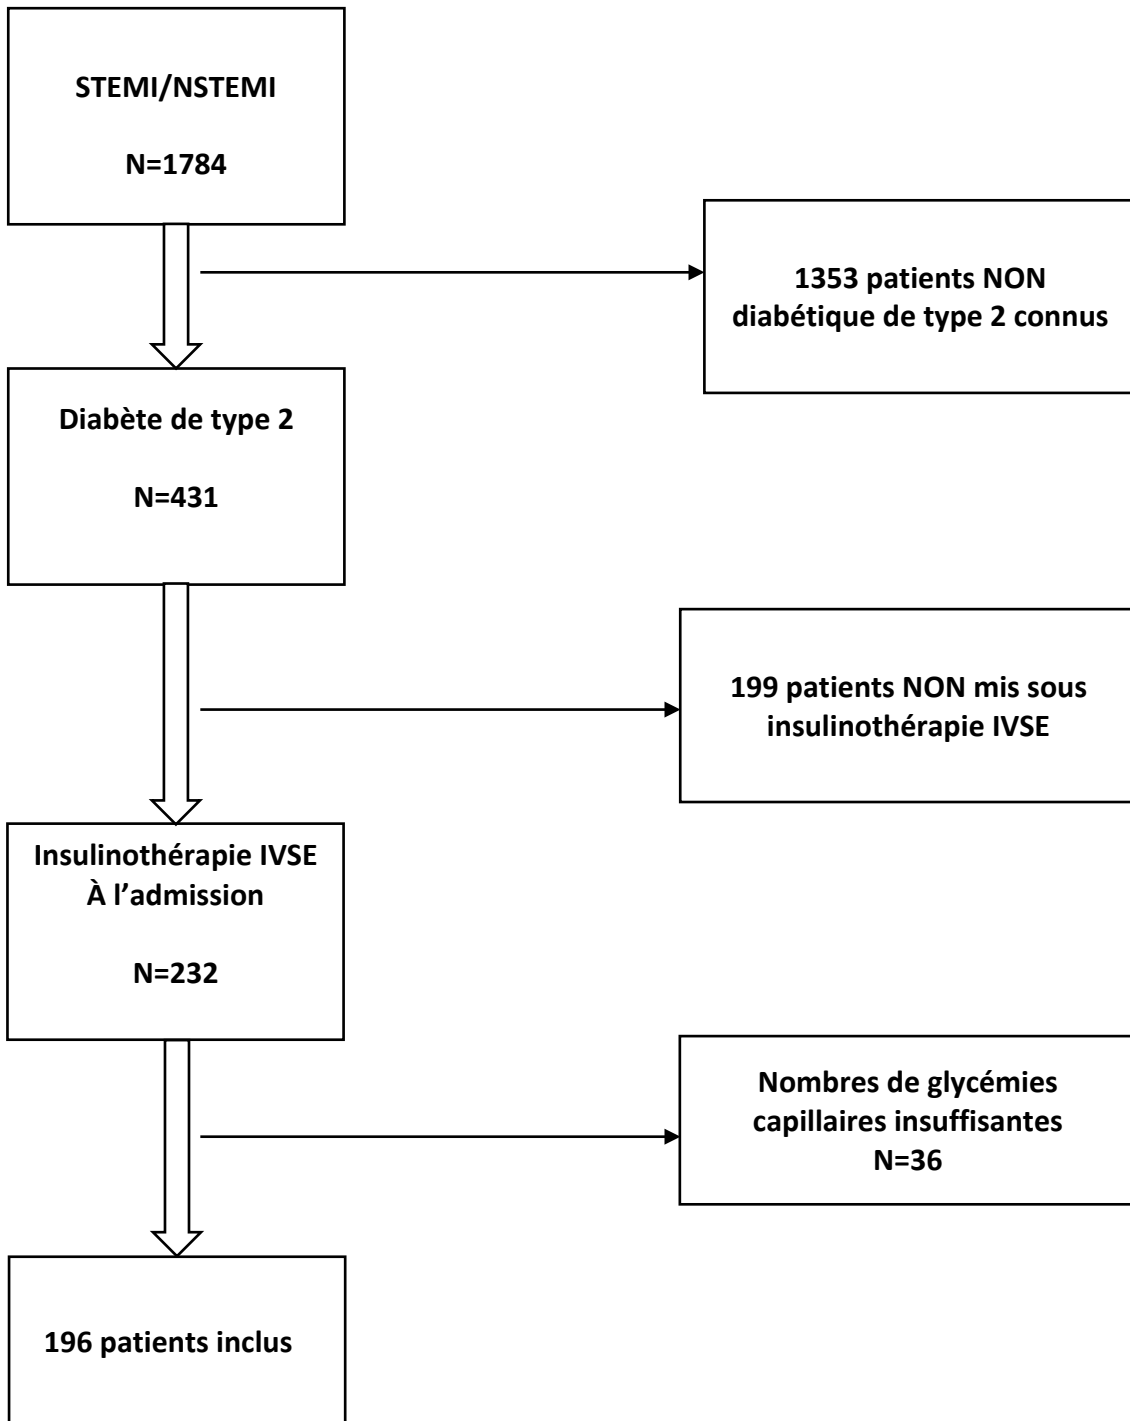 STEMI/NSTEMI
N=1784
1353 patients NON
diabétique de type 2 connus
Diabète de type 2
N=431
199 patients NON mis sous
insulinothérapie IVSE
Insulinothérapie IVSE
À l’admission
N=232
Nombres de glycémies
capillaires insuffisantes
N=36
196 patients inclus